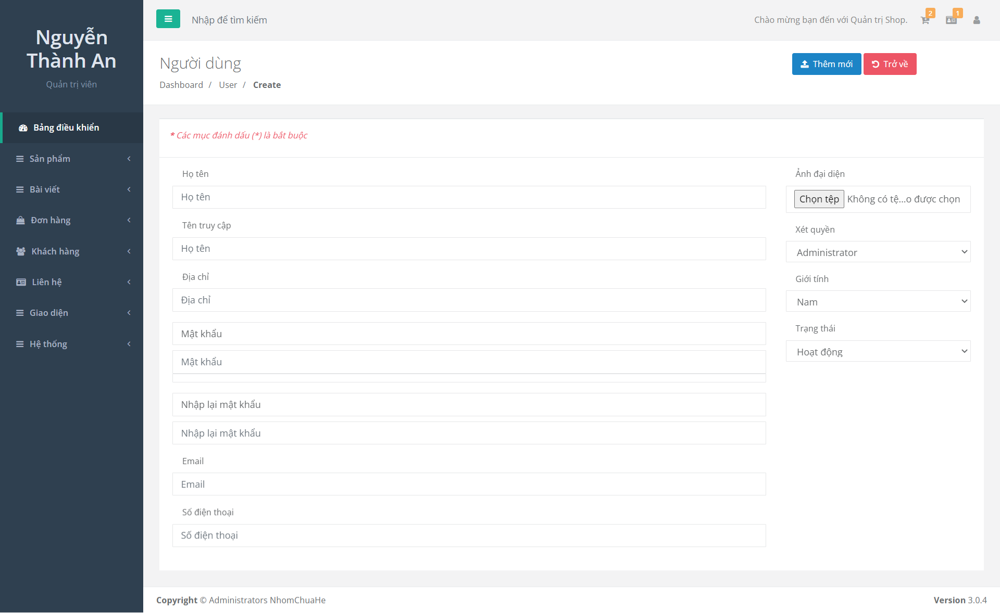 Nguyễn
Thành An
Quản trị viên
Bảng điều khiển
Sản phẩm
Bài viết
Đơn hàng
Khách hàng
Liên hệ
Giao diện
Hệ thống
Nhập để tìm kiếm
Chào mừng bạn đến với Quản trị Shop.
2
1
Người dùng
Dashboard / User / Create
Thêm mới
Trở về
* Các mục đánh dấu (*) là bắt buộc
Họ tên
Họ tên
Tên truy cập
Họ tên
Địa chỉ
Địa chỉ
Mật khẩu
Mật khẩu
Nhập lại mật khẩu
Nhập lại mật khẩu
Email
Email
Số điện thoại
Số điện thoại
Ảnh đại diện
Chọn tệp Không có tệ...o được chọn
Xét quyền
Administrator
Giới tính
Nam
Trạng thái
Hoạt động
Copyright © Administrators NhomChuaHe
Version 3.0.4